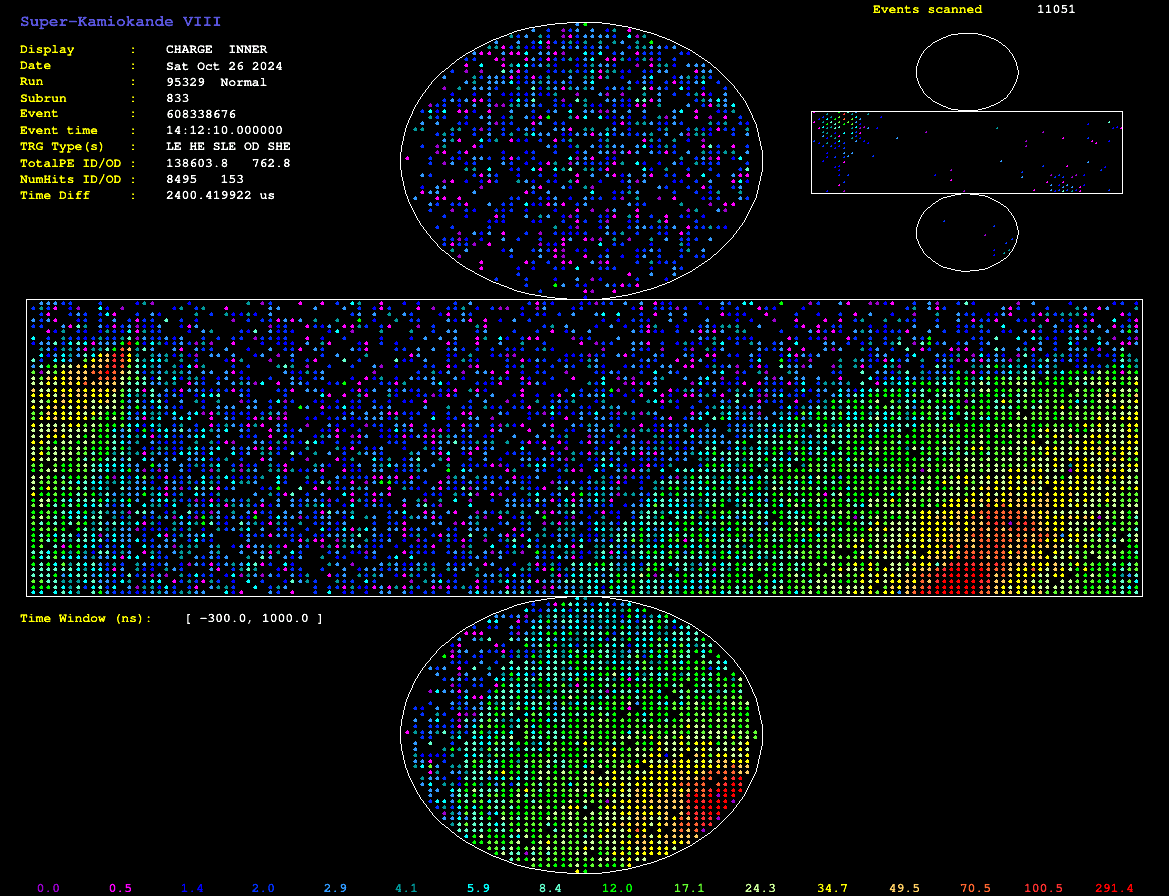 Super-Kamiokande VIII
Events scanned 11051
Display : CHARGE INNER
Date : Sat Oct 26 2024
Run : 95329 Normal
Subrun : 833
Event : 608338676
Event time : 14:12:10.000000
TRG Type(s) : LE HE SLE OD SHE
TotalPE ID/OD : 138603.8 762.8
NumHits ID/OD : 8495 153
Time Diff : 2400.419922 us
Time Window (ns): [ -300.0, 1000.0 ]
0.0 0.5 1.4 2.0 2.9 4.1 5.9 8.4 12.0 17.1 24.3 34.7 49.5 70.5 100.5 291.4